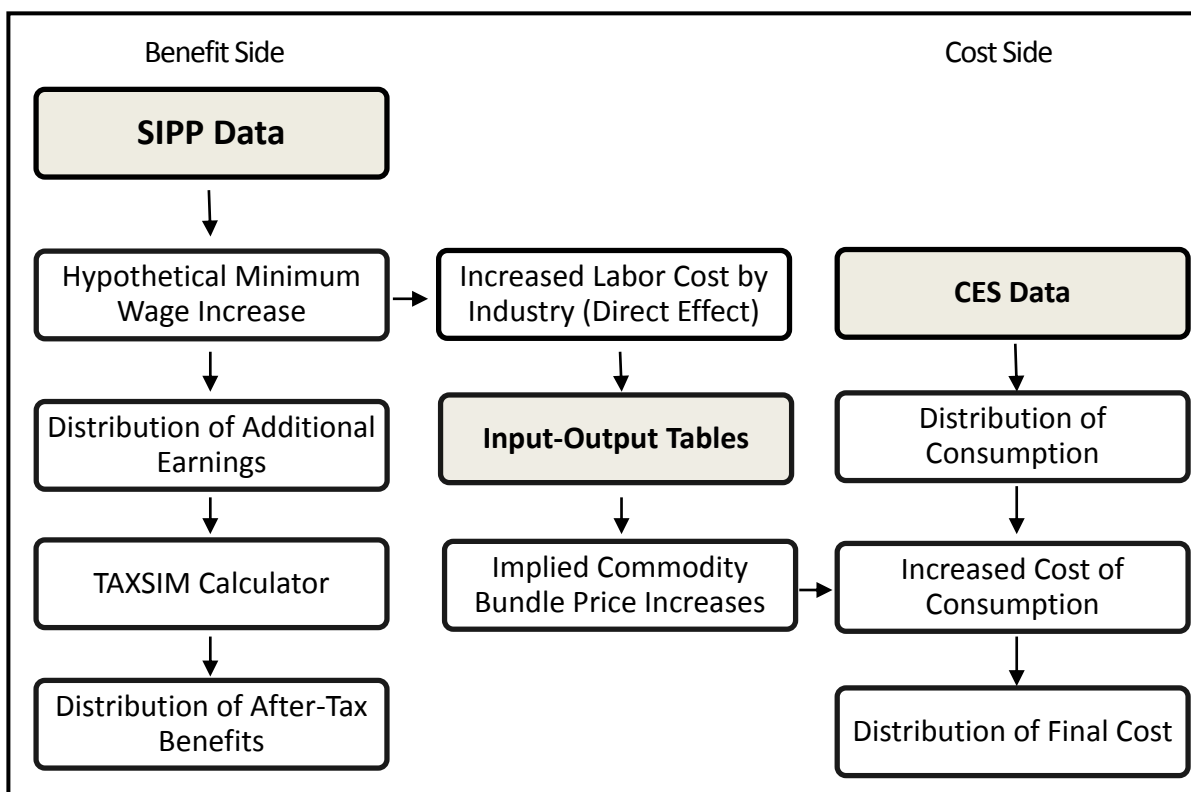 Benefit Side
Cost Side
SIPP Data
Hypothetical Minimum
Wage Increase
Increased Labor Cost by
Industry (Direct Effect)
CES Data
Distribution of Additional
Earnings
Input-Output Tables
Distribution of
Consumption
TAXSIM Calculator
Implied Commodity
Bundle Price Increases
Increased Cost of
Consumption
Distribution of After-Tax
Benefits
Distribution of Final Cost